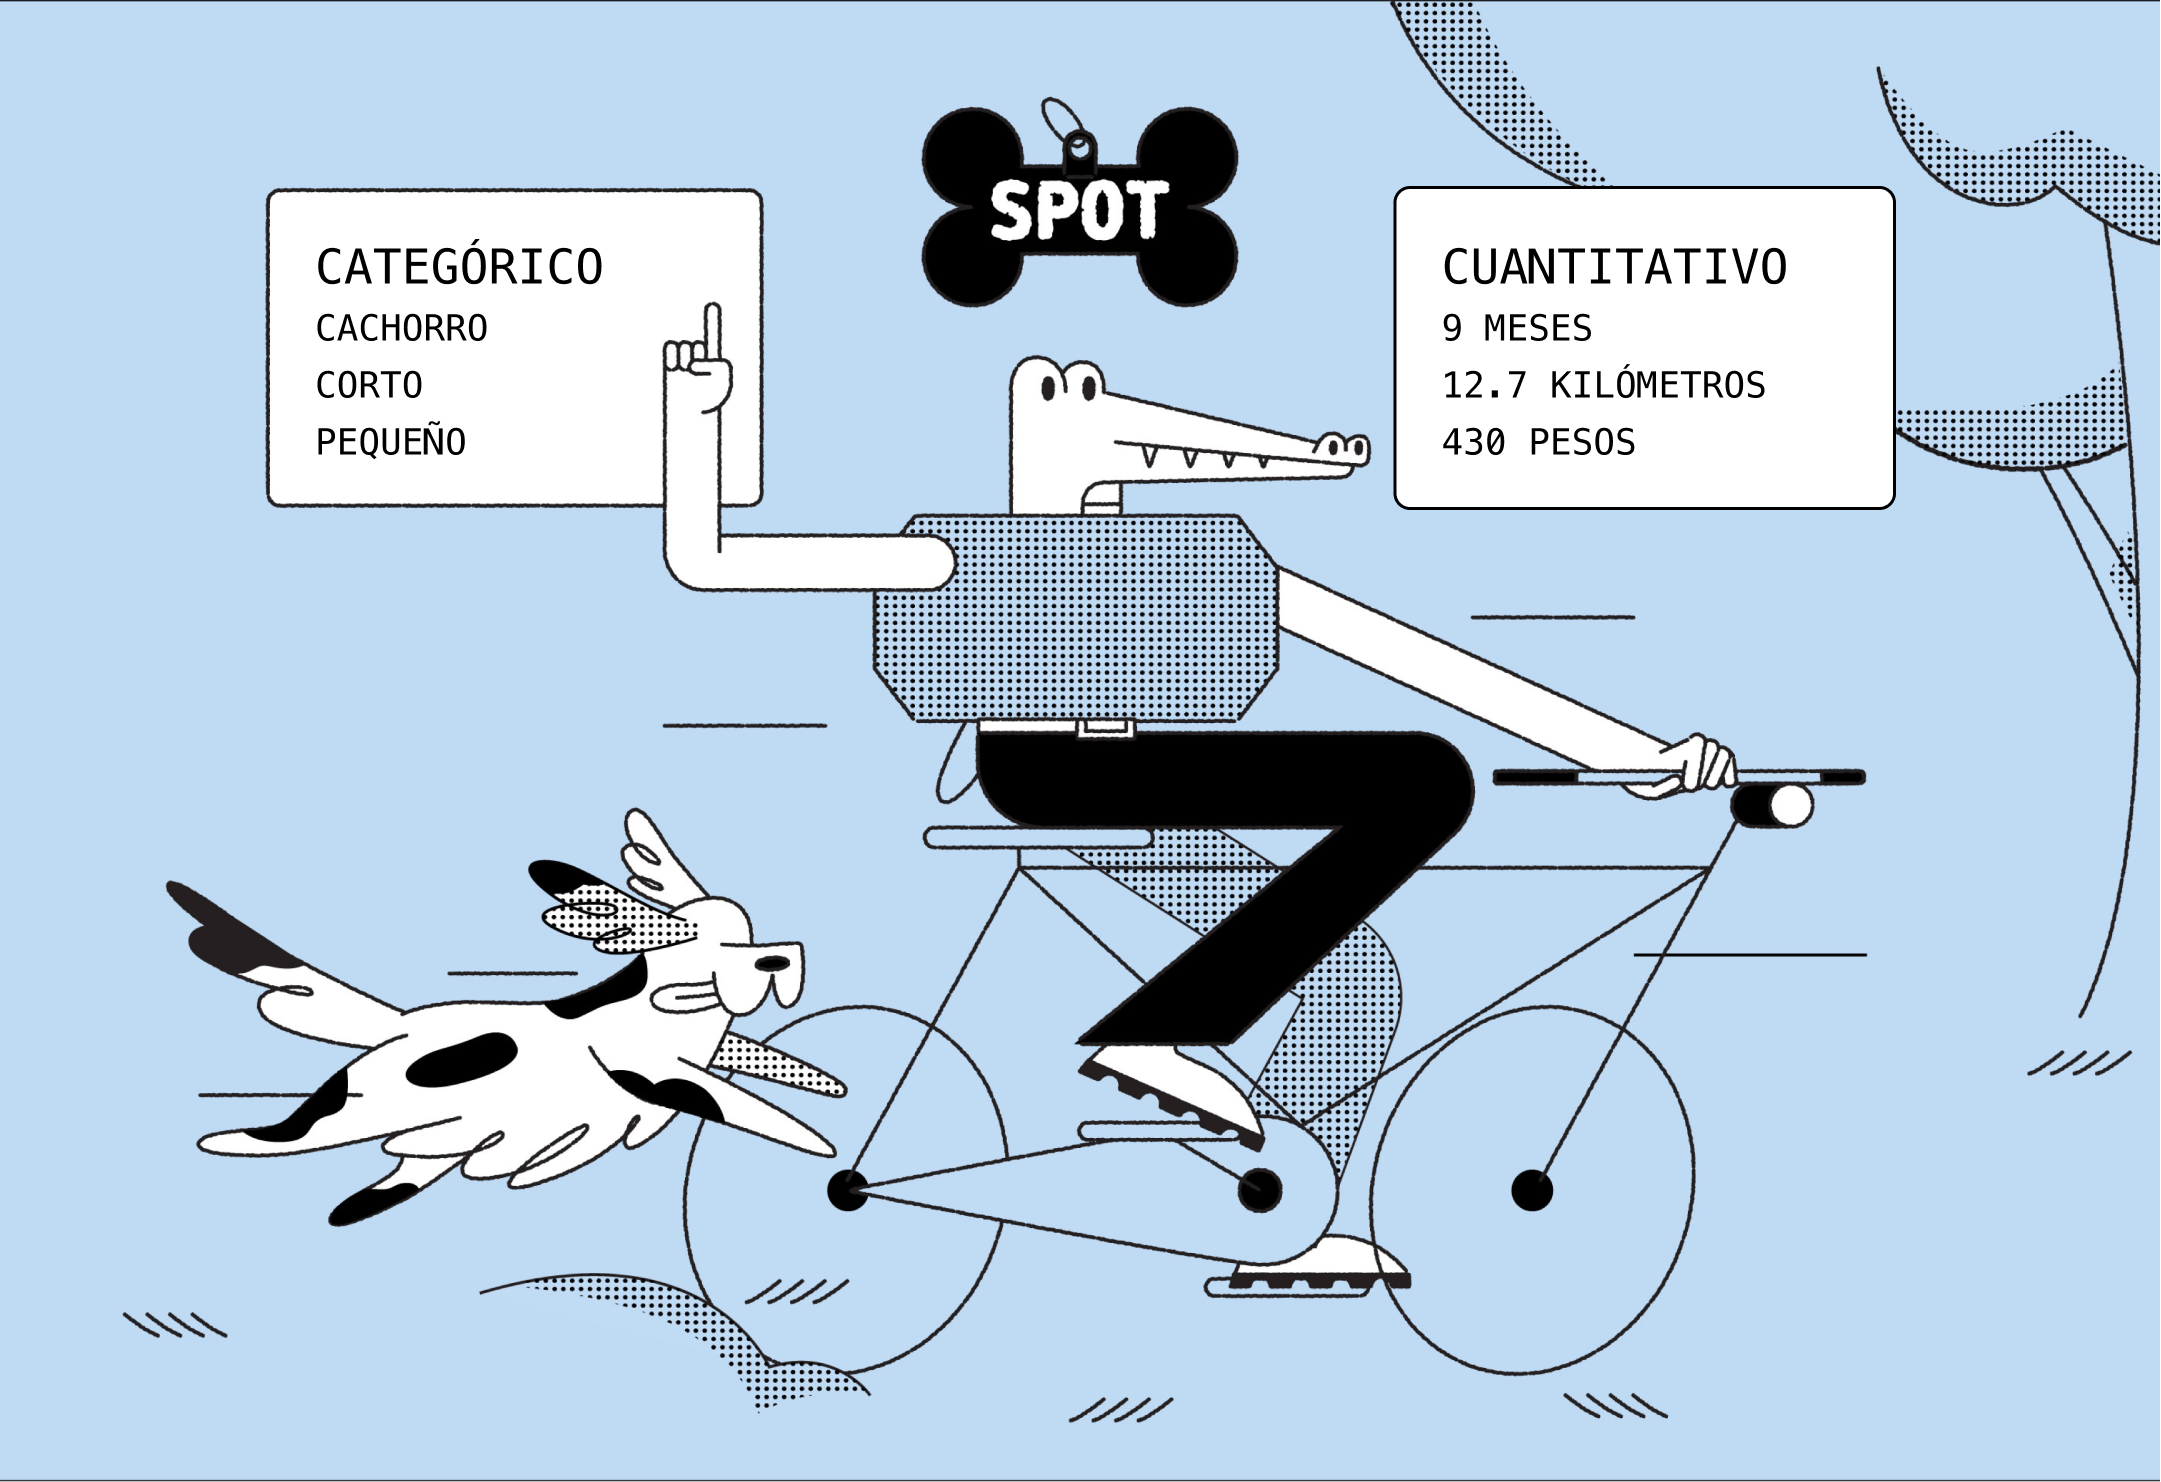 SPOT
CATEGÓRICO
CACHORRO
CORTO
PEQUEÑO
CUANTITATIVO
9 MESES
12.7 KILÓMETROS
430 PESOS